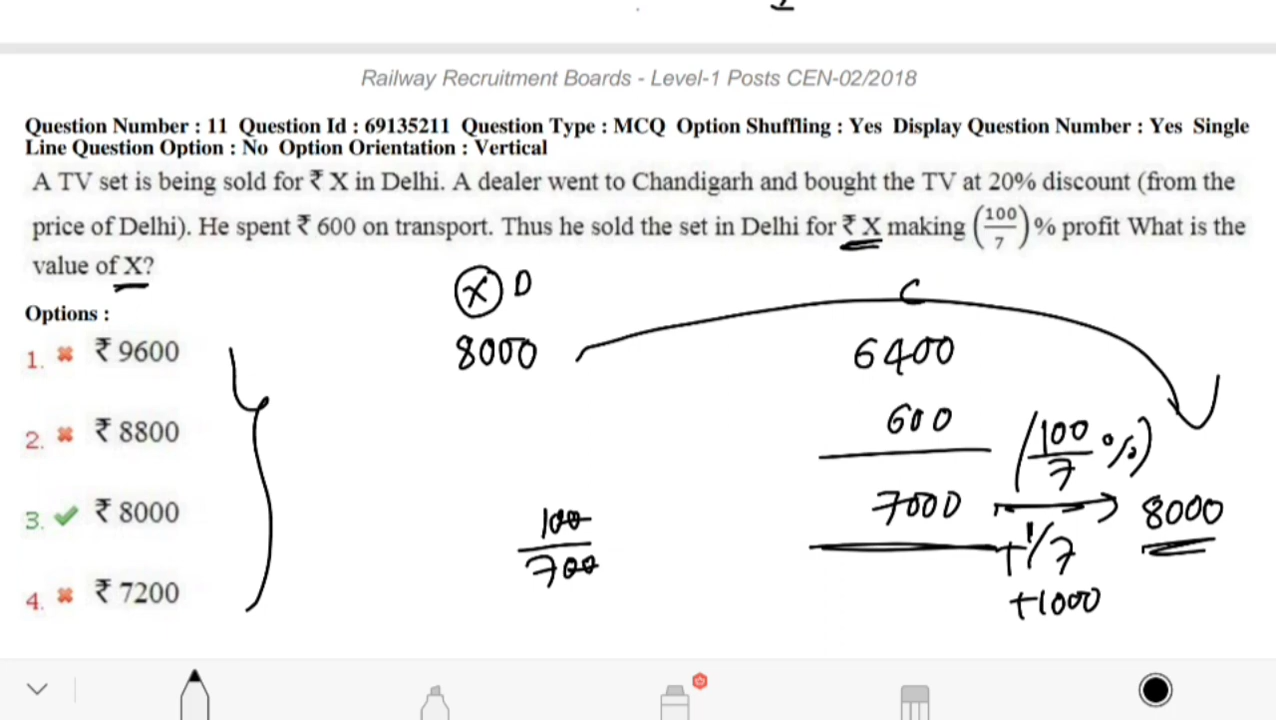 Railway Recruitment Boards - Level-1 Posts CEN-02/2018
Question Number : 11 Question Id : 69135211 Question Type : MCQ Option Shuffling : Yes Display Question Number : Yes Single
Line Question Option : No Option Orientation : Vertical
A TV set is being sold for ₹ X in Delhi. A dealer went to Chandigarh and bought the TV at 20% discount (from the
price of Delhi). He spent ₹ 600 on transport. Thus he sold the set in Delhi for ₹ X making (100/7)% profit What is the
value of X?
X D
C
Options :
1. ₹ 9600
8000
6400
600
(100/7 %)
2. ₹ 8800
3. ₹ 8000
100/700
7000
8000
+1/7
4. ₹ 7200
+1000